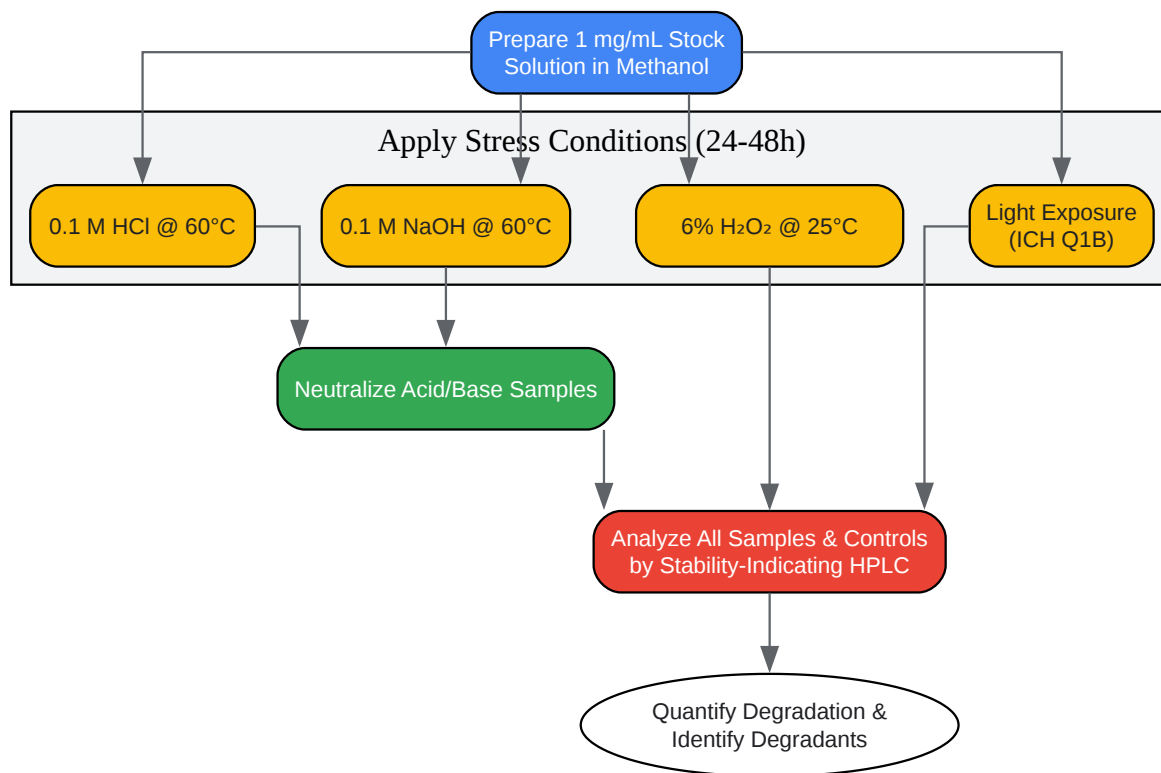 Prepare 1 mg/mL Stock
Solution in Methanol
Apply Stress Conditions (24-48h)
0.1 M HCl @ 60°C
0.1 M NaOH @ 60°C
6% H₂O₂ @ 25°C
Light Exposure
(ICH Q1B)
Neutralize Acid/Base Samples
Analyze All Samples & Controls
by Stability-Indicating HPLC
Quantify Degradation &
Identify Degradants